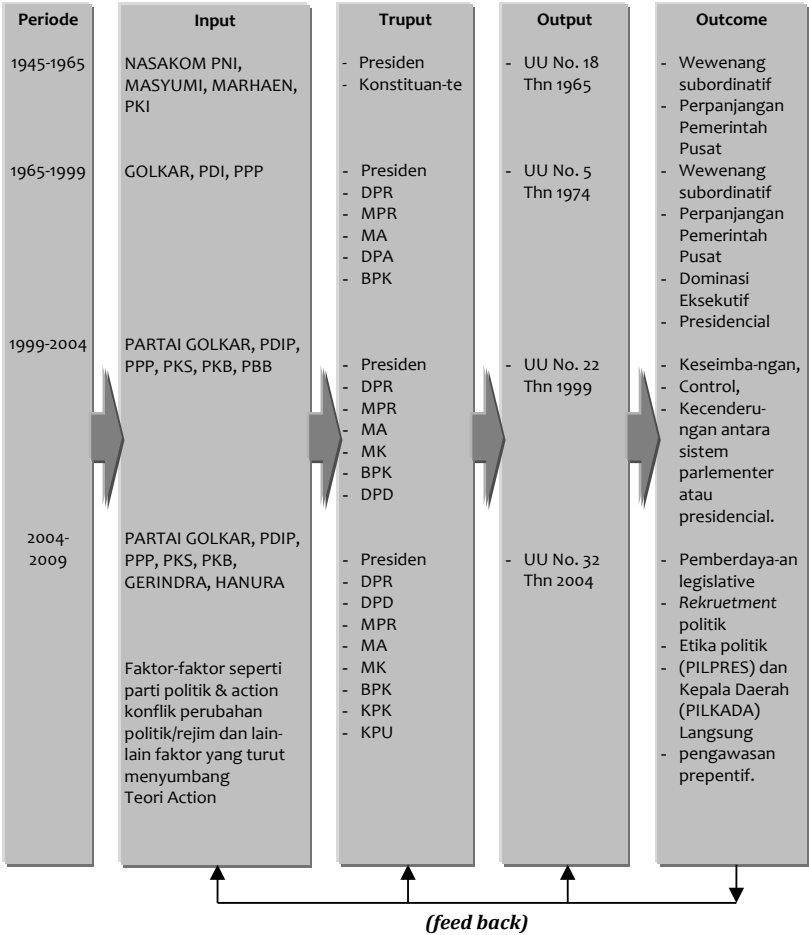 Periode
1945-1965
1965-1999
1999-2004
2004-
2009
Input
NASAKOM PNI,
MASYUMI, MARHAEN,
PKI
GOLKAR, PDI, PPP
PARTAI GOLKAR, PDIP,
PPP, PKS, PKB, PBB
PARTAI GOLKAR, PDIP,
PPP, PKS, PKB,
GERINDRA, HANURA
Faktor-faktor seperti
parti politik & action
konflik perubahan
politik/rejim dan lain-
lain faktor yang turut
menyumbang
Teori Action
Truput
- Presiden
- Konstituan-te
- Presiden
- DPR
- MPR
- MA
- DPA
- BPK
- Presiden
- DPR
- MPR
- MA
- MK
- BPK
- DPD
- Presiden
- DPR
- DPD
- MPR
- MA
- MK
- BPK
- KPK
- KPU
Output
- UU No. 18
Thn 1965
- UU No. 5
Thn 1974
- UU No. 22
Thn 1999
- UU No. 32
Thn 2004
Outcome
- Wewenang
subordinatif
- Perpanjangan
Pemerintah
Pusat
- Wewenang
subordinatif
- Perpanjangan
Pemerintah
Pusat
- Dominasi
Eksekutif
- Presidencial
- Keseimba-ngan,
- Control,
- Kecenderu-
ngan antara
sistem
parlementer
atau
presidencial.
- Pemberdaya-an
legislative
- Rekruetment
politik
- Etika politik
- (PILPRES) dan
Kepala Daerah
(PILKADA)
Langsung
- pengawasan
prepentif.
(feed back)